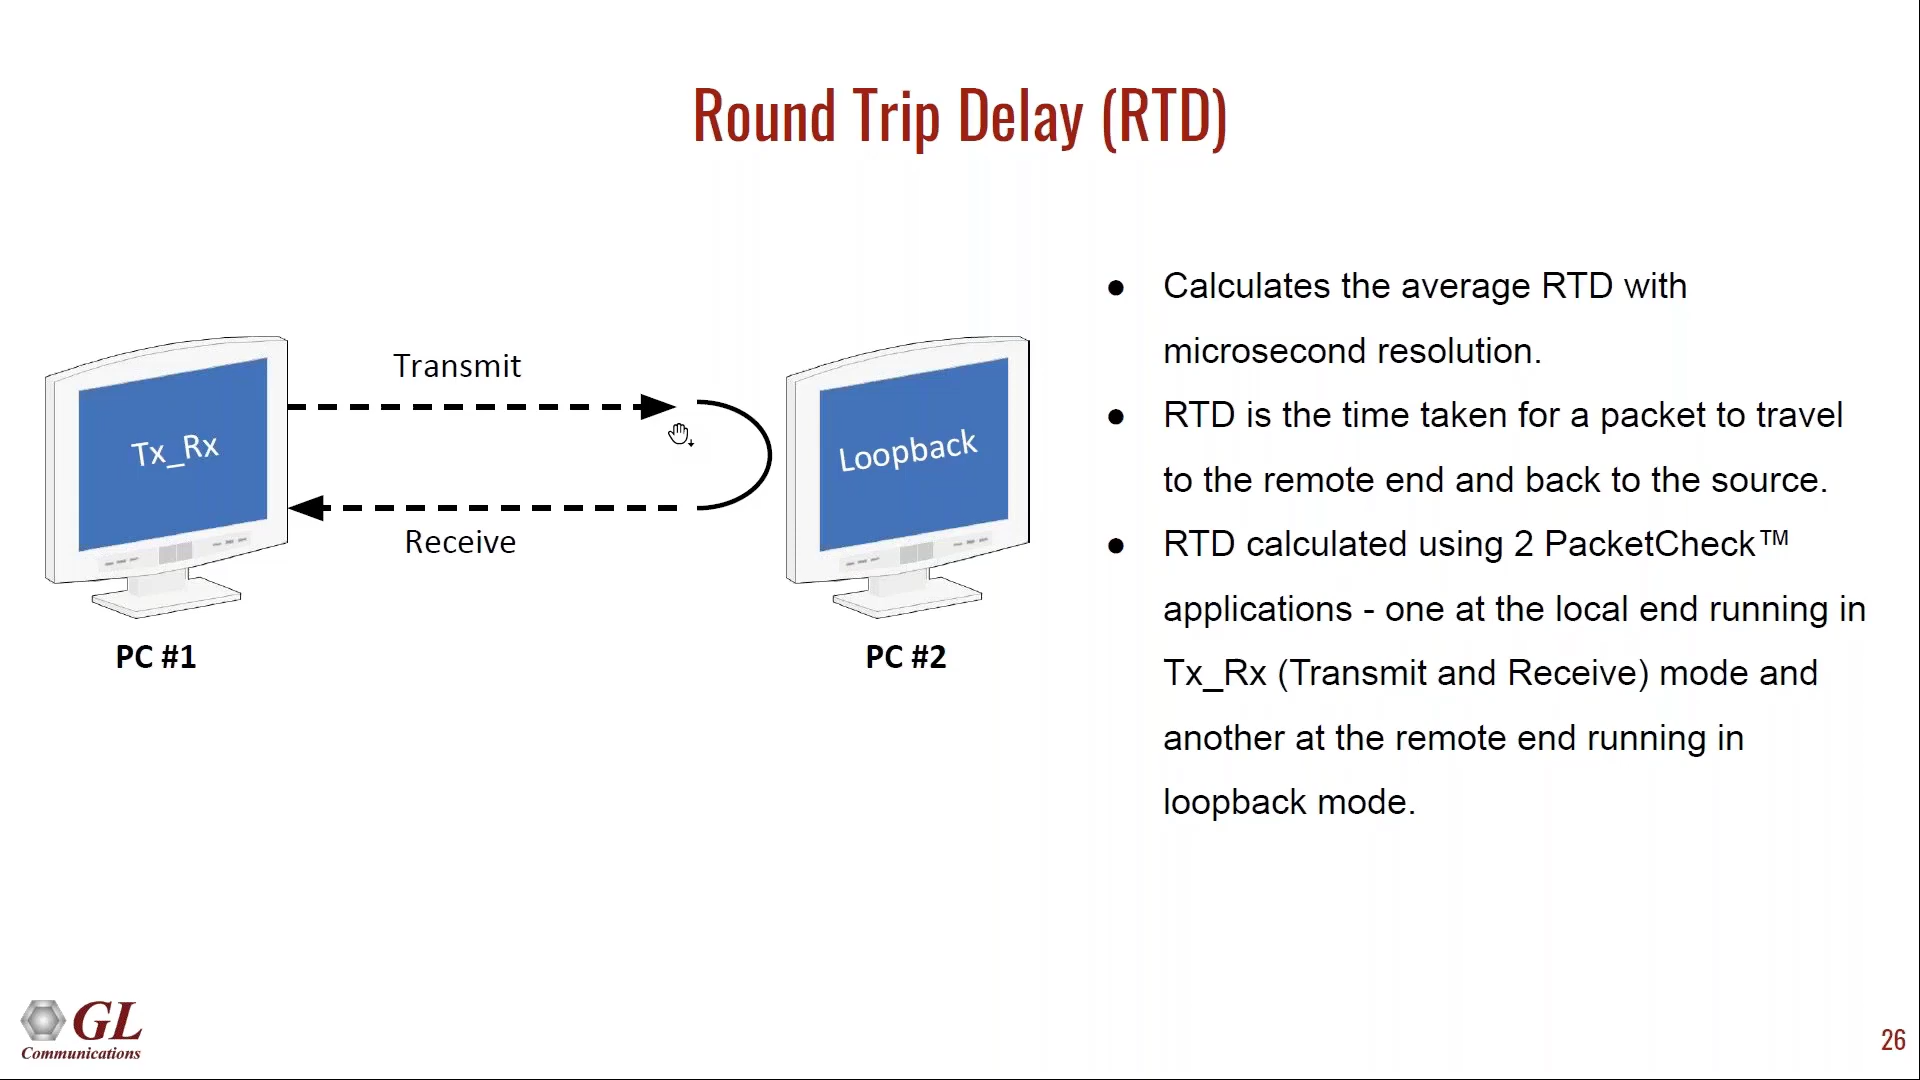 Round Trip Delay (RTD)
Transmit
Tx_Rx
Loopback
Receive
PC #1
PC #2
● Calculates the average RTD with
microsecond resolution.
● RTD is the time taken for a packet to travel
to the remote end and back to the source.
● RTD calculated using 2 PacketCheck™
applications - one at the local end running in
Tx_Rx (Transmit and Receive) mode and
another at the remote end running in
loopback mode.
GL
Communications
26